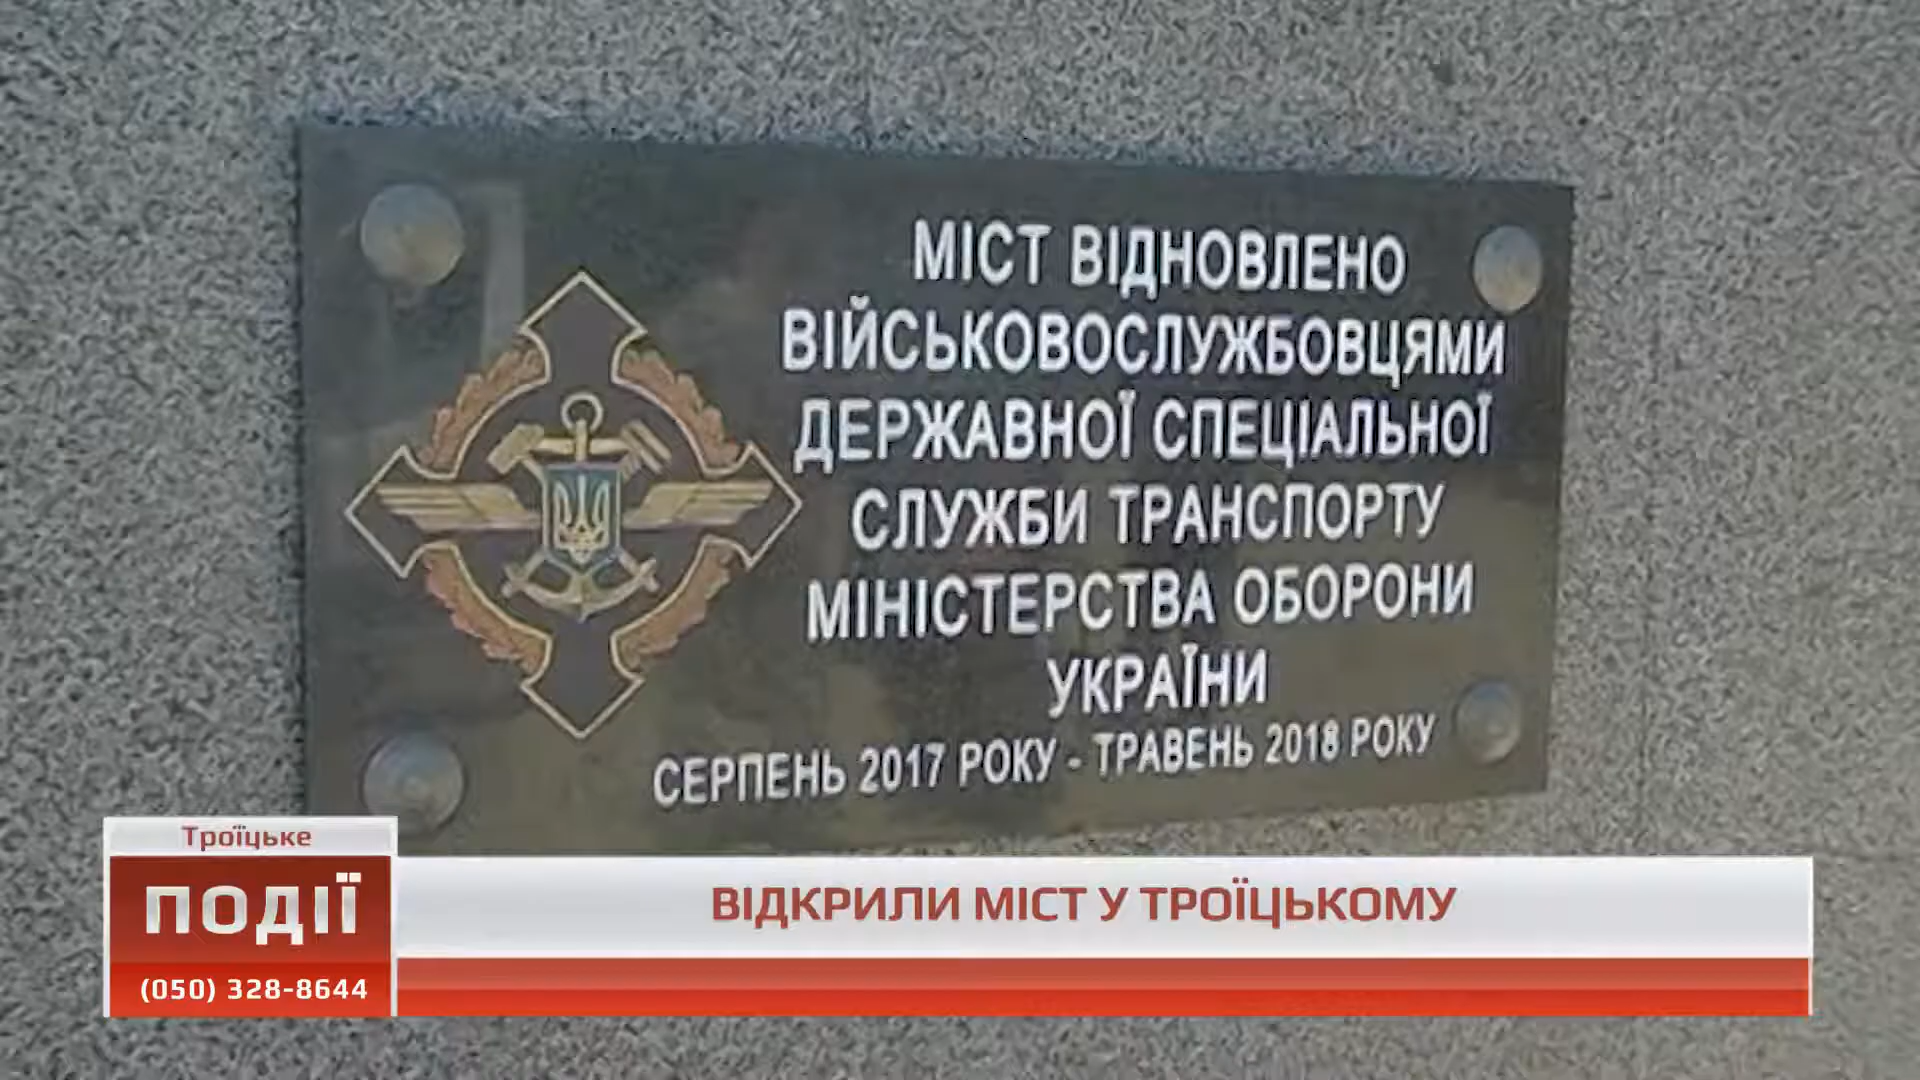 МІСТ ВІДНОВЛЕНО
ВІЙСЬКОВОСЛУЖБОВЦЯМИ
ДЕРЖАВНОЇ СПЕЦІАЛЬНОЇ
СЛУЖБИ ТРАНСПОРТУ
МІНІСТЕРСТВА ОБОРОНИ
УКРАЇНИ
СЕРПЕНЬ 2017 РОКУ - ТРАВЕНЬ 2018 РОКУ
Троїцьке
ПОДІЇ
(050) 328-8644
ВІДКРИЛИ МІСТ У ТРОЇЦЬКОМУ